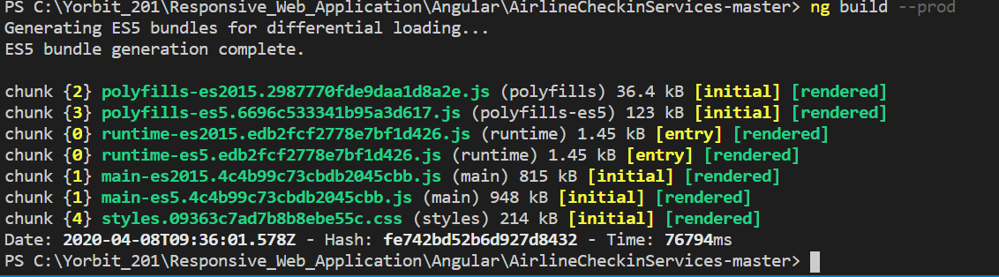 PS C:\Yorbit_201\Responsive_Web_Application\Angular\AirlineCheckinServices-master> ng build --prod
Generating ES5 bundles for differential loading...
ES5 bundle generation complete.
chunk {2} polyfills-es2015.2987770fde9daa1d8a2e.js (polyfills) 36.4 kB [initial] [rendered]
chunk {3} polyfills-es5.6696c533341b95a3d617.js (polyfills-es5) 123 kB [initial] [rendered]
chunk {0} runtime-es2015.edb2fcf2778e7bf1d426.js (runtime) 1.45 kB [entry] [rendered]
chunk {0} runtime-es5.edb2fcf2778e7bf1d426.js (runtime) 1.45 kB [entry] [rendered]
chunk {1} main-es2015.4c4b99c73cbdb2045cbb.js (main) 815 kB [initial] [rendered]
chunk {1} main-es5.4c4b99c73cbdb2045cbb.js (main) 948 kB [initial] [rendered]
chunk {4} styles.09363c7ad7b8b8ebe55c.css (styles) 214 kB [initial] [rendered]
Date: 2020-04-08T09:36:01.578Z - Hash: fe742bd52b6d927d8432 - Time: 76794ms
PS C:\Yorbit_201\Responsive_Web_Application\Angular\AirlineCheckinServices-master>